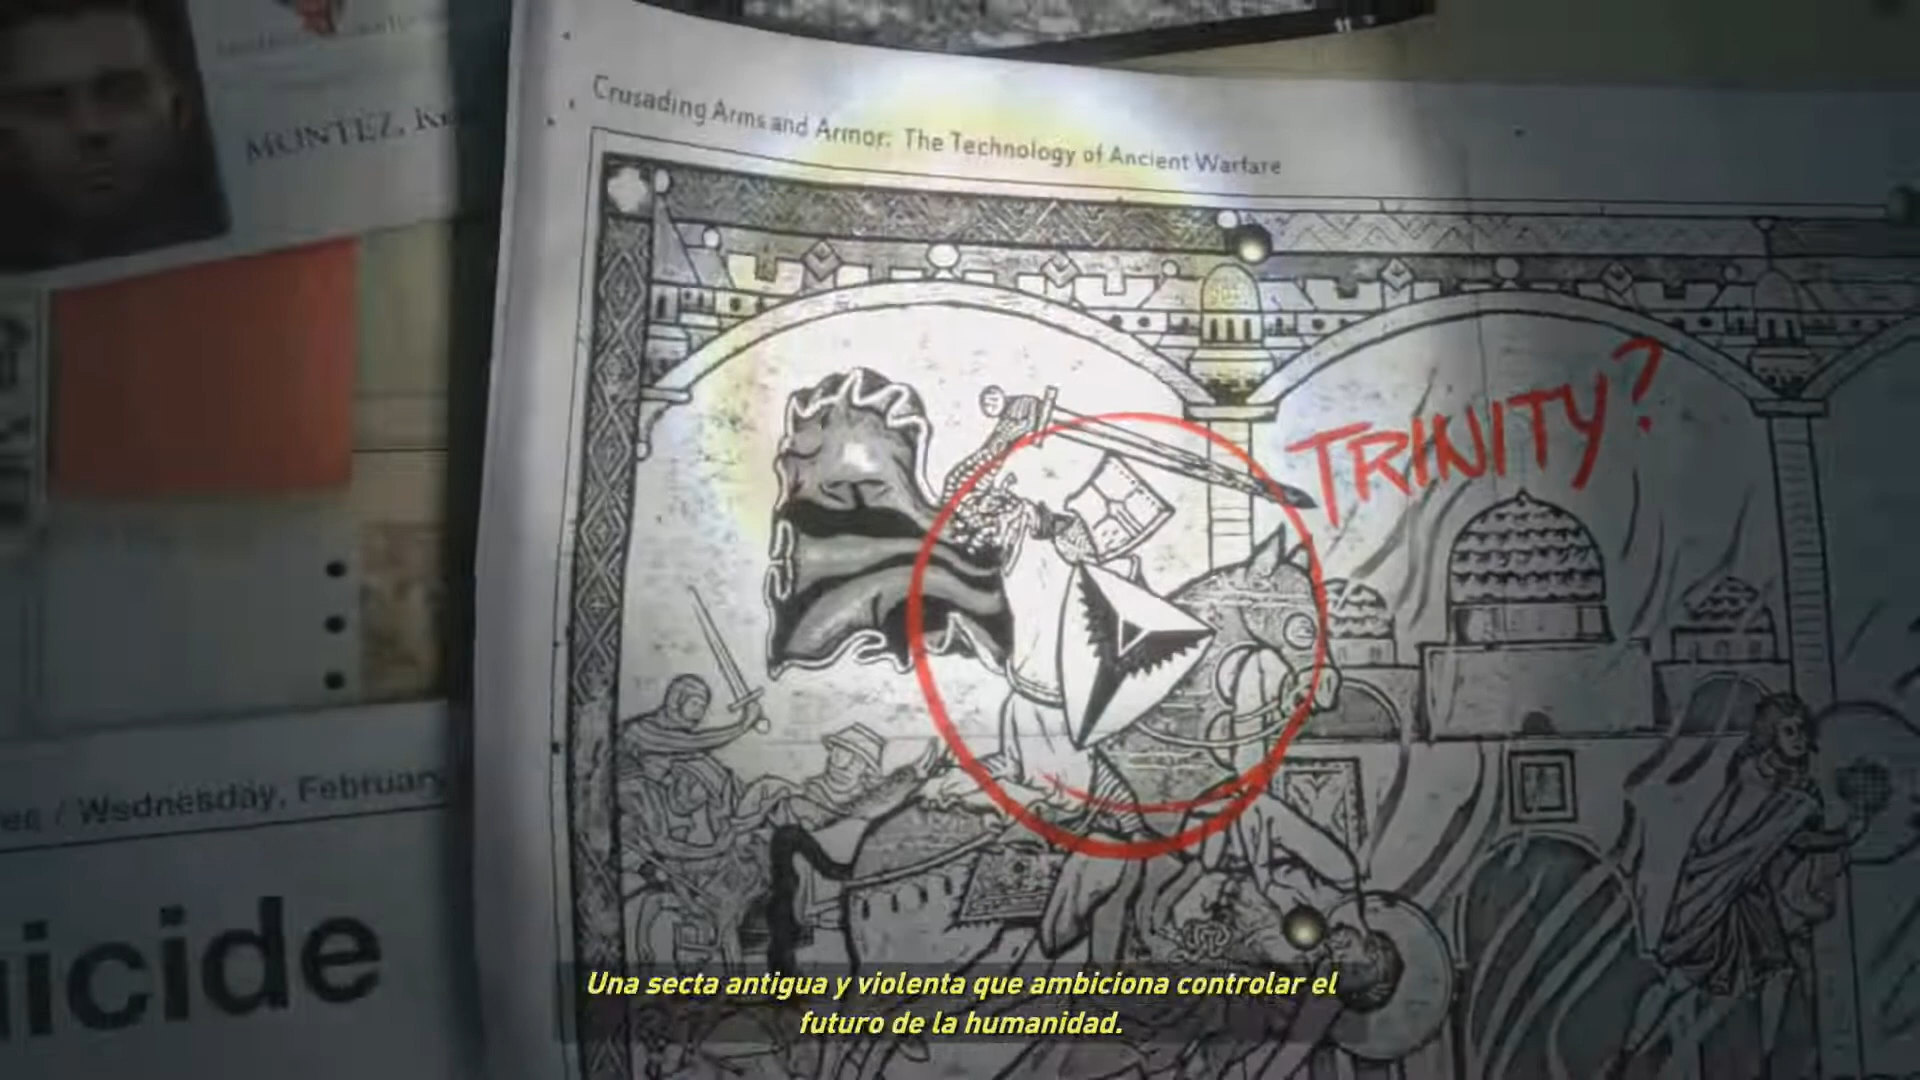 Crusading Arms and Armor: The Technology of Ancient Warfare
MONTEZ,
TRINITY?
/ Wednesday, February
icide
Una secta antigua y violenta que ambiciona controlar el
futuro de la humanidad.